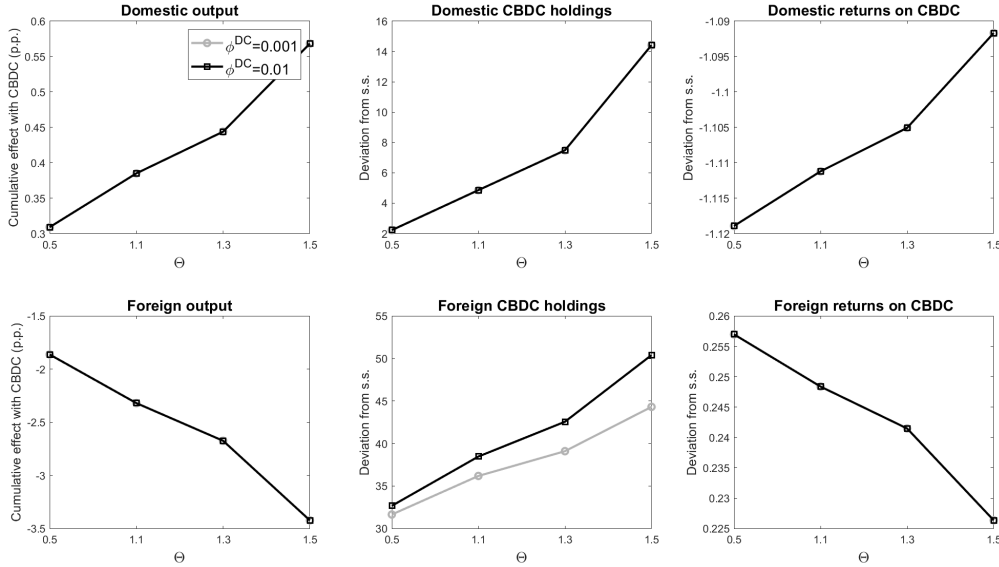 Domestic output
Cumulative effect with CBDC (p.p.)
0.6
0.55
0.5
0.45
0.4
0.35
0.3
0.5 1.1 1.3 1.5
Θ
ϕ^DC=0.001
ϕ^DC=0.01
Domestic CBDC holdings
Deviation from s.s.
16
14
12
10
8
6
4
2
0.5 1.1 1.3 1.5
Θ
Domestic returns on CBDC
Deviation from s.s.
-1.09
-1.095
-1.1
-1.105
-1.11
-1.115
-1.12
0.5 1.1 1.3 1.5
Θ
Foreign output
Cumulative effect with CBDC (p.p.)
-1.5
-2
-2.5
-3
-3.5
0.5 1.1 1.3 1.5
Θ
Foreign CBDC holdings
Deviation from s.s.
55
50
45
40
35
30
0.5 1.1 1.3 1.5
Θ
Foreign returns on CBDC
Deviation from s.s.
0.26
0.255
0.25
0.245
0.24
0.235
0.23
0.225
0.5 1.1 1.3 1.5
Θ